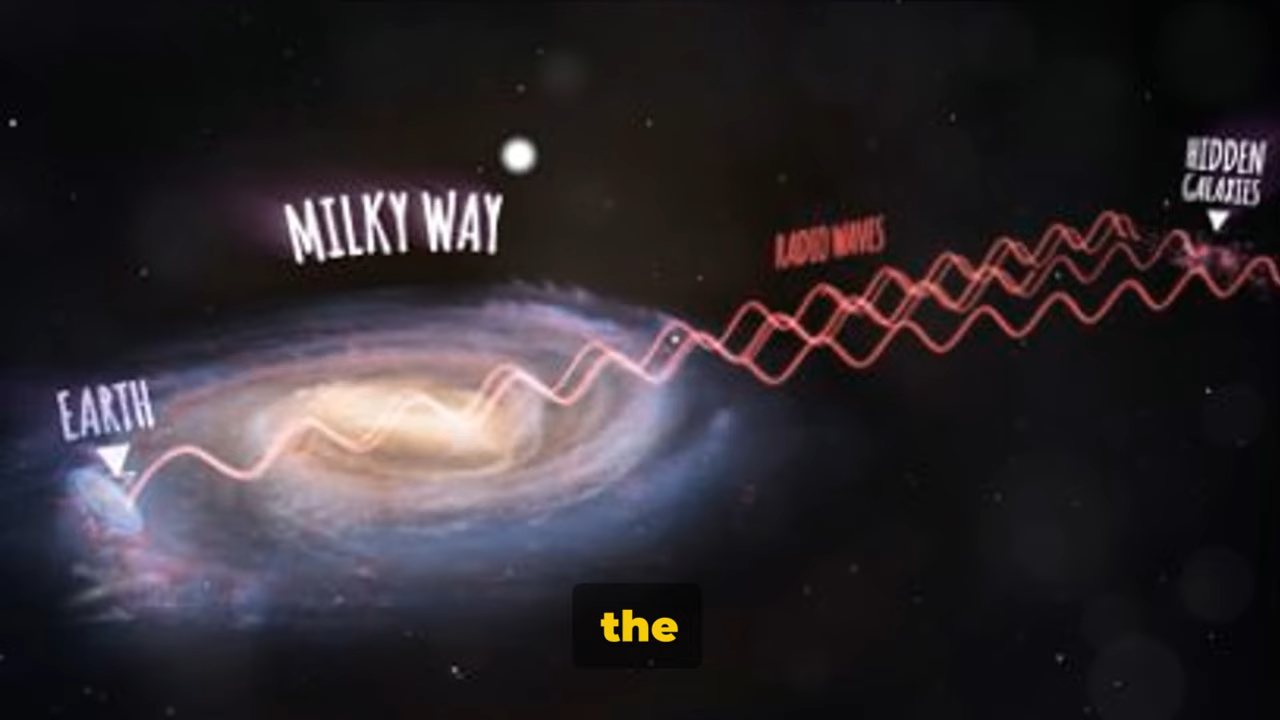 MILKY WAY
RADIO WAVES
HIDDEN
GALAXIES
EARTH
the